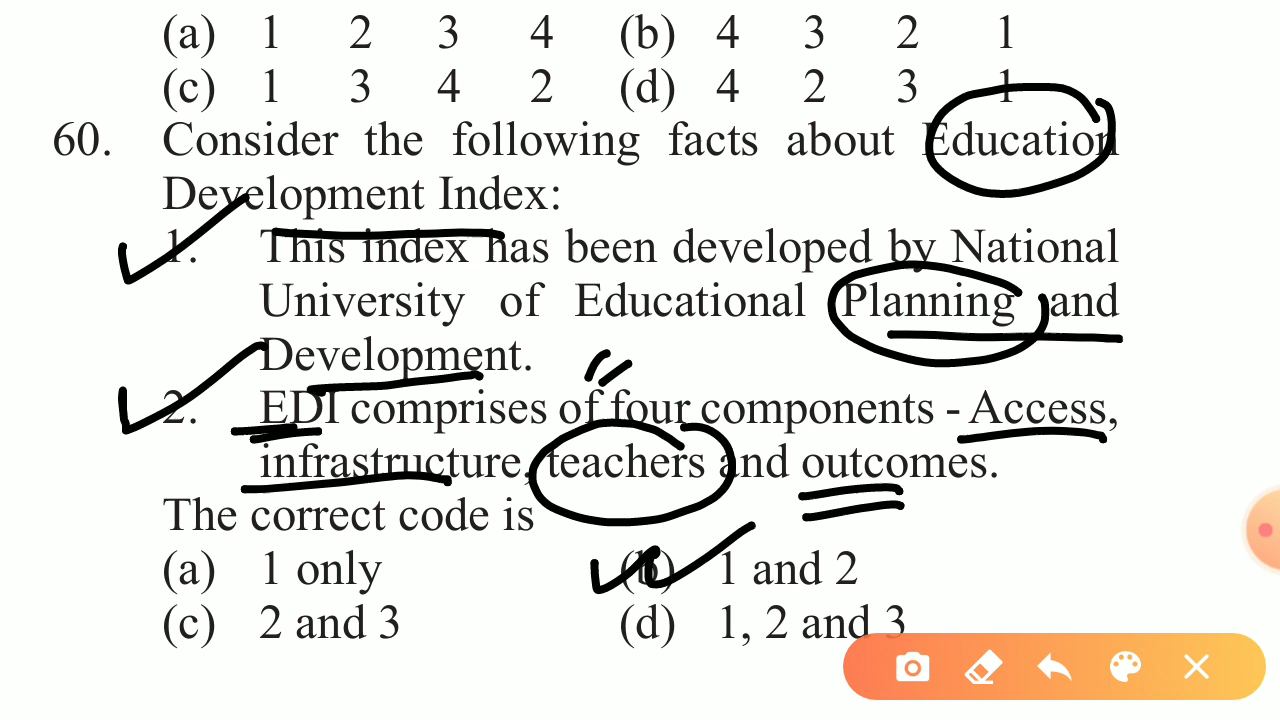 (a) 1 2 3 4 (b) 4 3 2 1
(c) 1 3 4 2 (d) 4 2 3 1
60. Consider the following facts about Education
Development Index:
1. This index has been developed by National
University of Educational Planning and
Development.
2. EDI comprises of four components - Access,
infrastructure, teachers and outcomes.
The correct code is
(a) 1 only (b) 1 and 2
(c) 2 and 3 (d) 1, 2 and 3